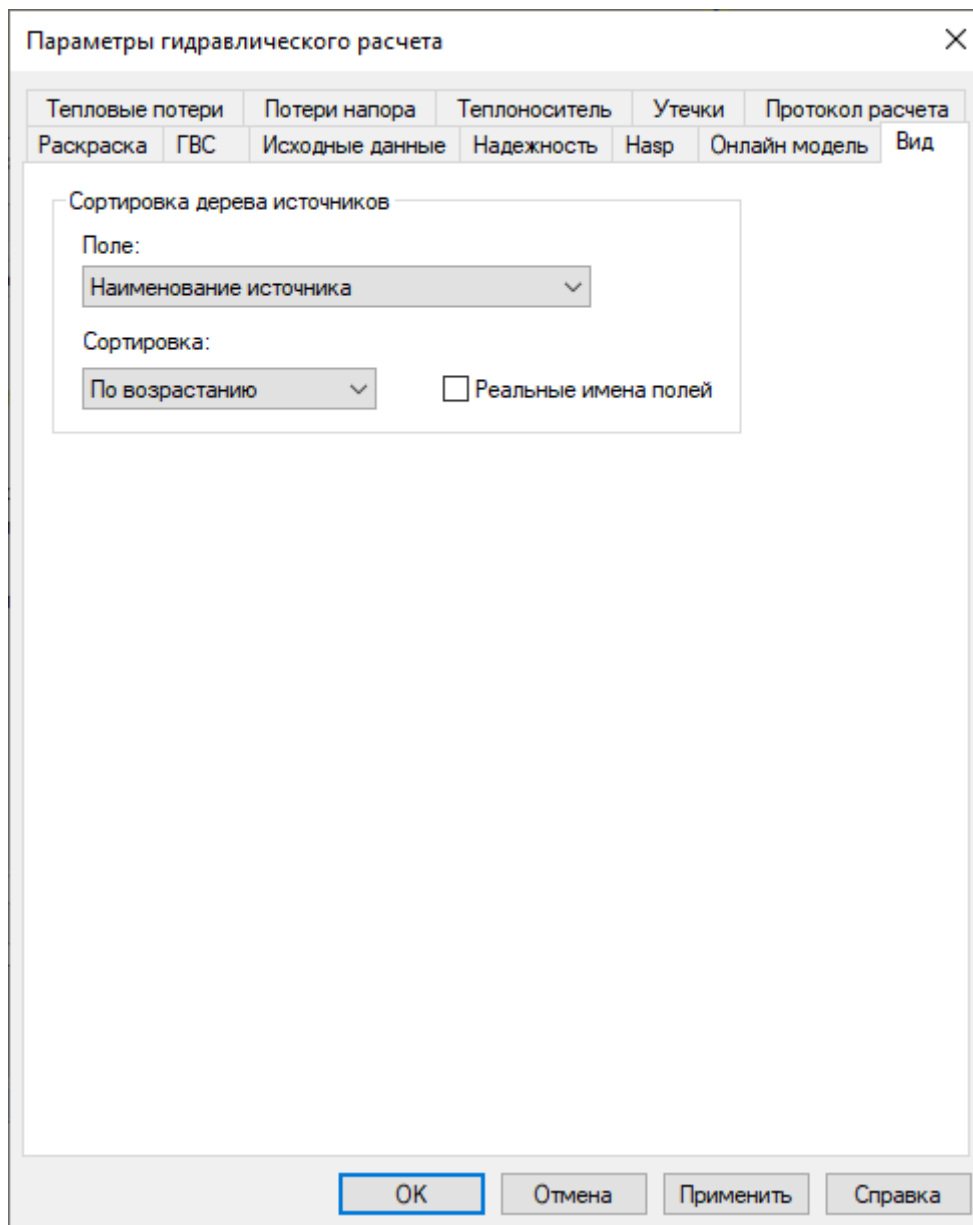 Параметры гидравлического расчета
Тепловые потери Потери напора Теплоноситель Утечки Протокол расчета
Раскраска ГВС Исходные данные Надежность Hasp Онлайн модель Вид
Сортировка дерева источников
Поле:
Наименование источника
Сортировка:
По возрастанию Реальные имена полей
OK Отмена Применить Справка